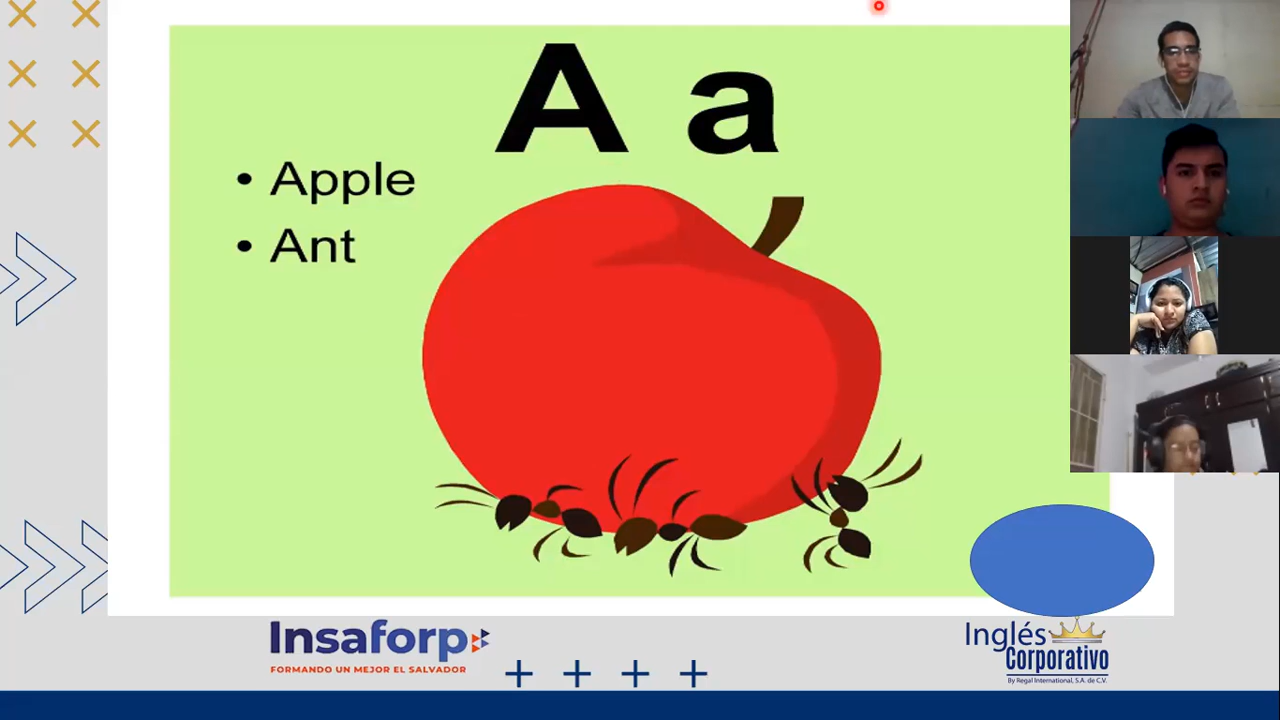 A a
• Apple
• Ant
Insaforp
FORMANDO UN MEJOR EL SALVADOR
Inglés
Corporativo
By Regal International, S.A. de C.V.